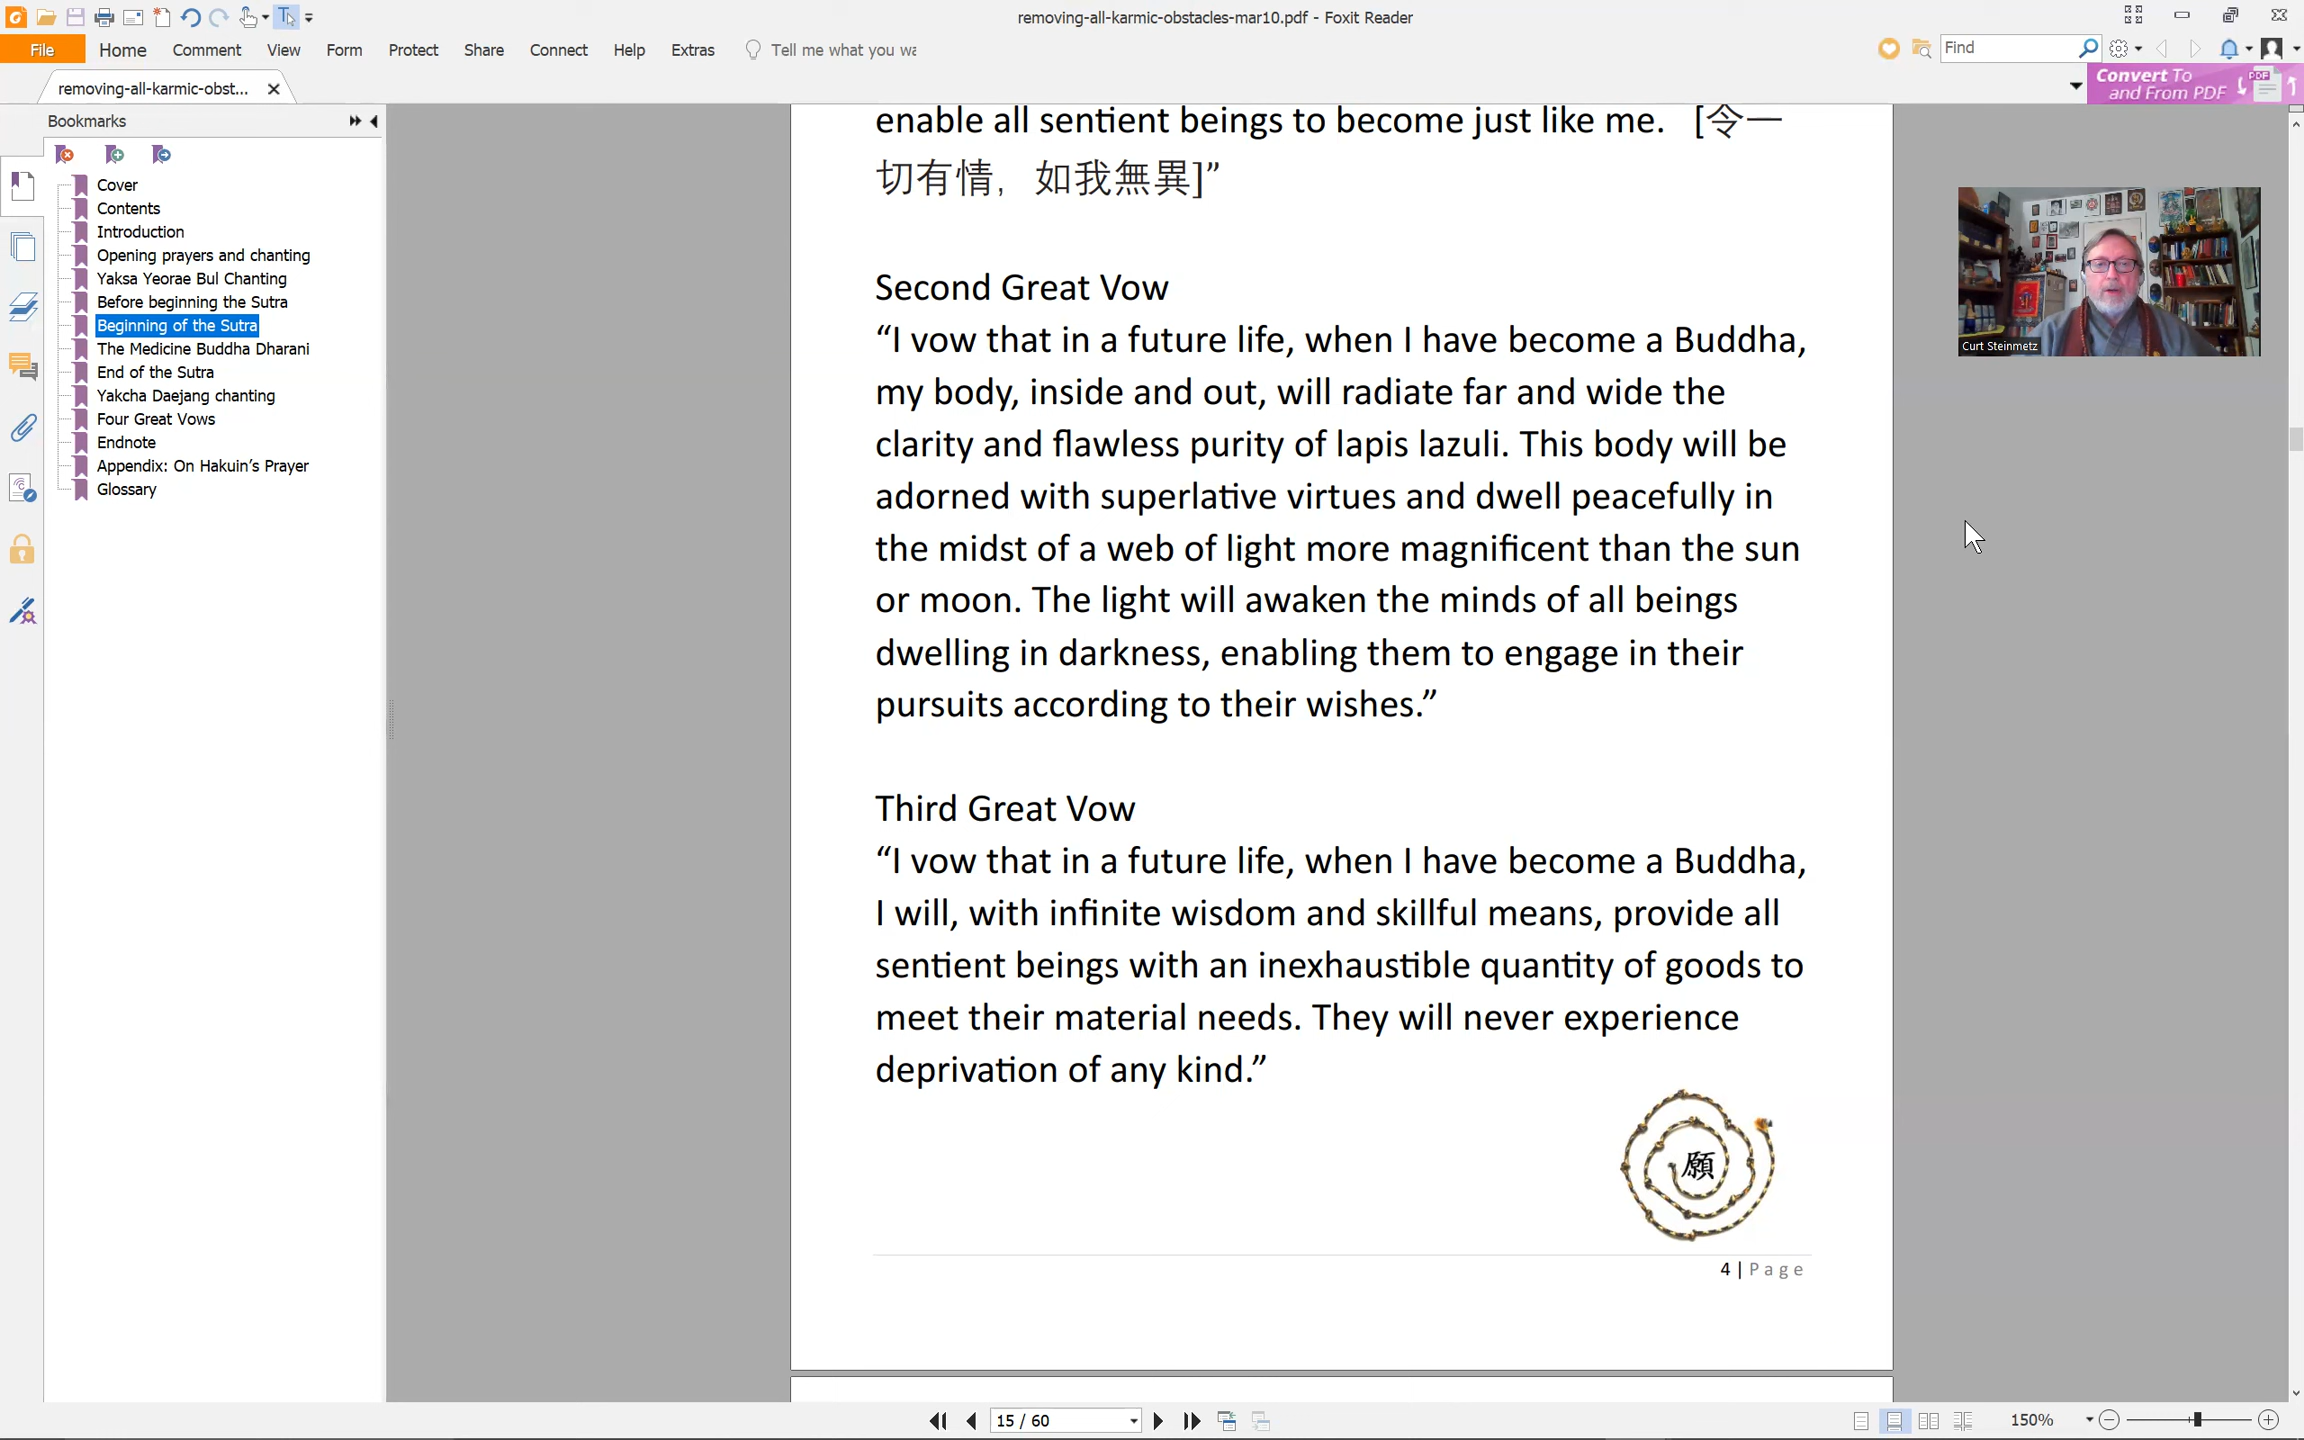 removing-all-karmic-obstacles-mar10.pdf - Foxit Reader
File Home Comment View Form Protect Share Connect Help Extras Tell me what you wa
Find
removing-all-karmic-obst...
Convert To
and From PDF
PDF
Bookmarks
Cover
Contents
Introduction
Opening prayers and chanting
Yaksa Yeorae Bul Chanting
Before beginning the Sutra
Beginning of the Sutra
The Medicine Buddha Dharani
End of the Sutra
Yakcha Daejang chanting
Four Great Vows
Endnote
Appendix: On Hakuin’s Prayer
Glossary
enable all sentient beings to become just like me. [令一
切有情，如我無異]”
Second Great Vow
“I vow that in a future life, when I have become a Buddha,
my body, inside and out, will radiate far and wide the
clarity and flawless purity of lapis lazuli. This body will be
adorned with superlative virtues and dwell peacefully in
the midst of a web of light more magnificent than the sun
or moon. The light will awaken the minds of all beings
dwelling in darkness, enabling them to engage in their
pursuits according to their wishes.”
Third Great Vow
“I vow that in a future life, when I have become a Buddha,
I will, with infinite wisdom and skillful means, provide all
sentient beings with an inexhaustible quantity of goods to
meet their material needs. They will never experience
deprivation of any kind.”
願
4 | Page
Curt Steinmetz
15 / 60
150%